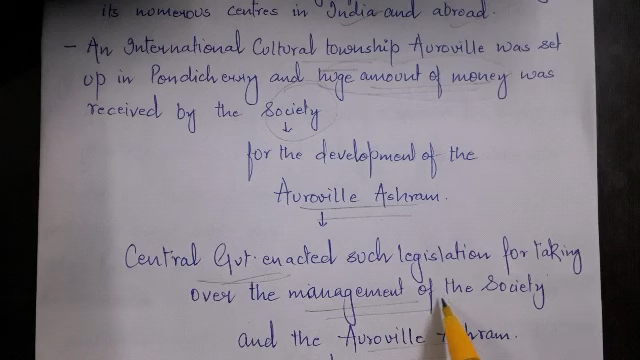 its numerous centres in India and abroad.
- An International Cultural township Auroville was set
up in Pondicherry and huge amount of money was
received by the Society
↓
for the development of the
Auroville Ashram.
↓
Central Gvt. enacted such legislation for taking
over the management of the Society
and the Auroville Ashram.